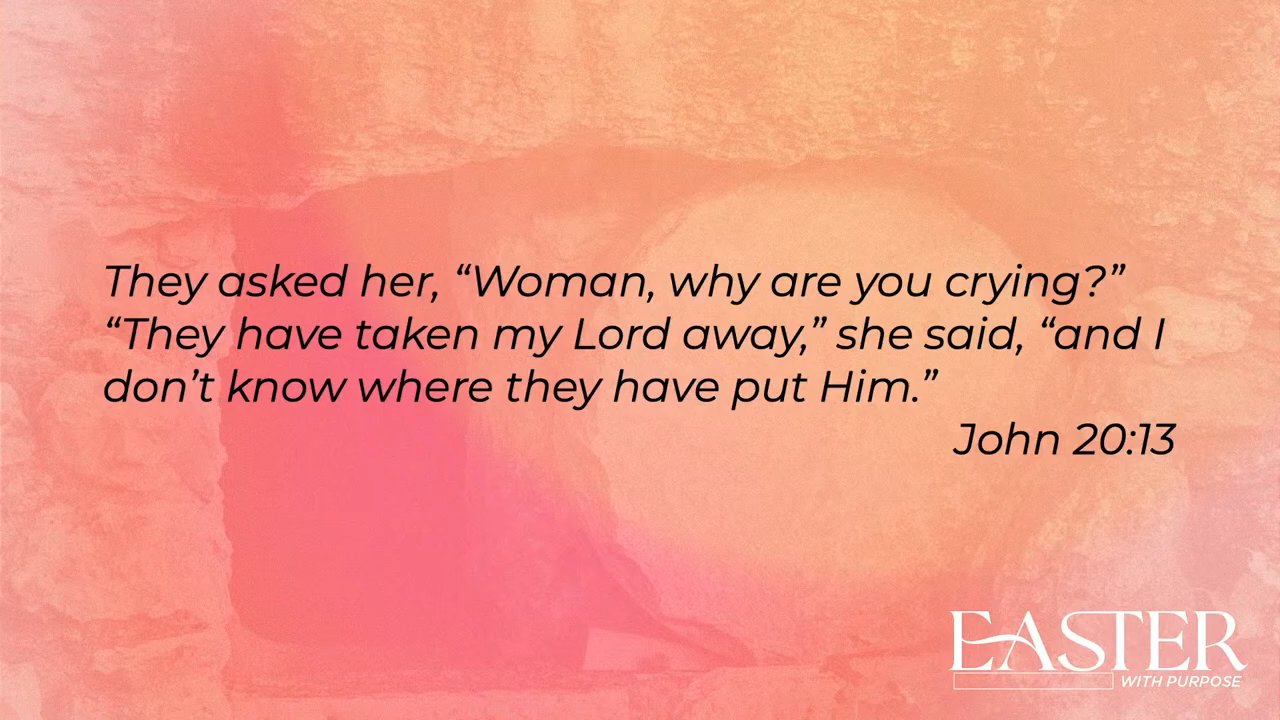 They asked her, “Woman, why are you crying?”
“They have taken my Lord away,” she said, “and I
don’t know where they have put Him.”
John 20:13
EASTER
WITH PURPOSE